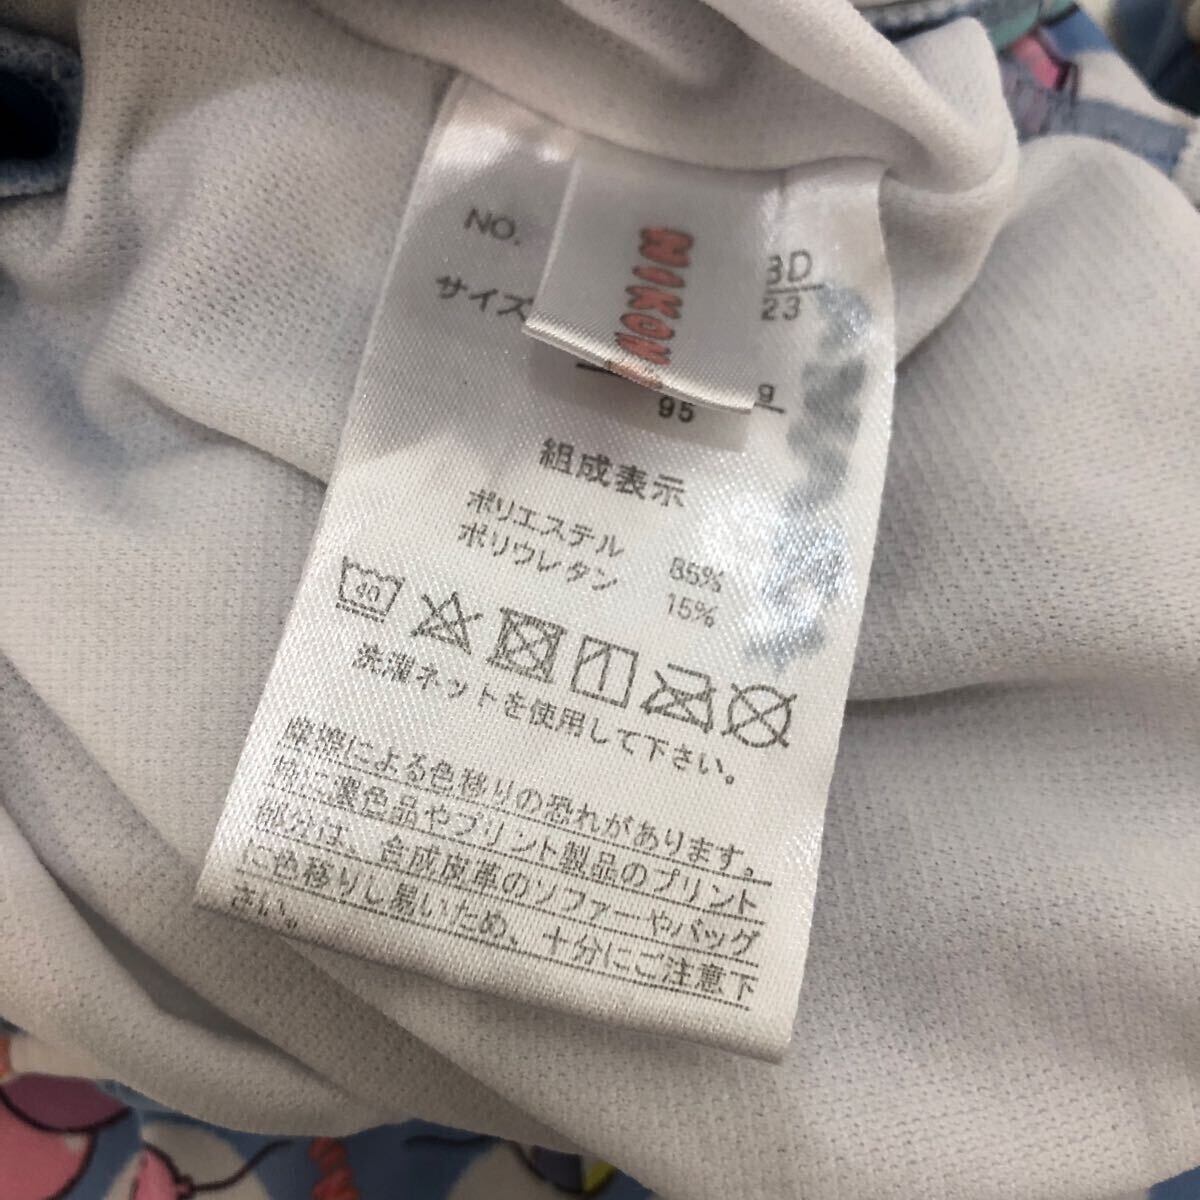 NO.
3D
サイズ
23
HIKON
9
95
組成表示
ポリエステル 85%
ポリウレタン 15%
40
洗濯ネットを使用して下さい。
摩擦による色移りの恐れがあります。
特に濃色品やプリント製品のプリント
部分は、合成皮革のソファーやバッグ
に色移りし易いため、十分にご注意下
さい。